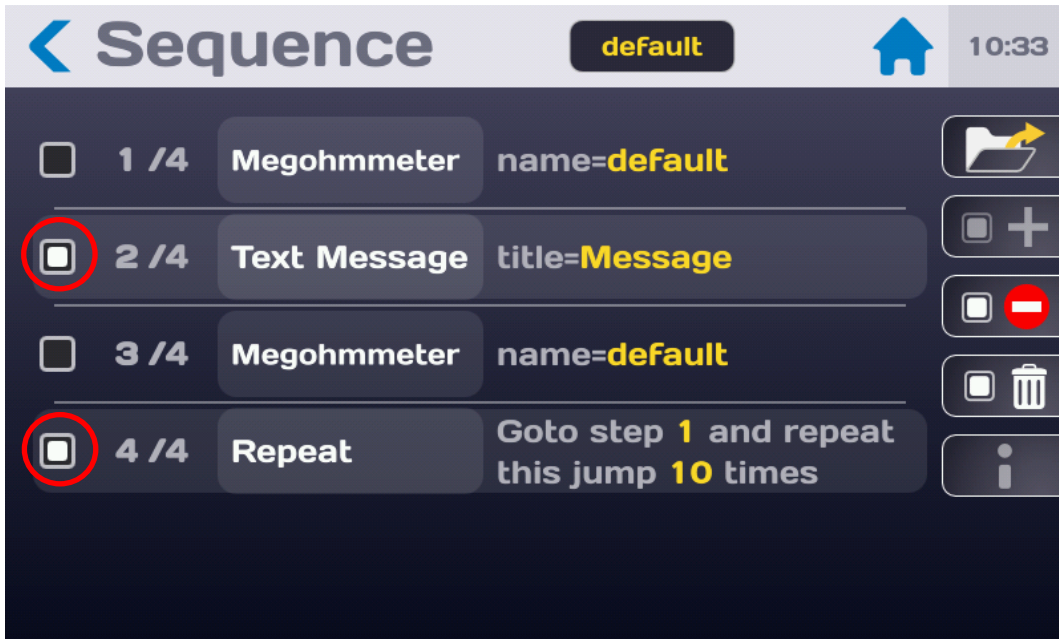 Sequence default 10:33
1 /4 Megohmmeter name=default
2 /4 Text Message title=Message
3 /4 Megohmmeter name=default
4 /4 Repeat Goto step 1 and repeat
this jump 10 times